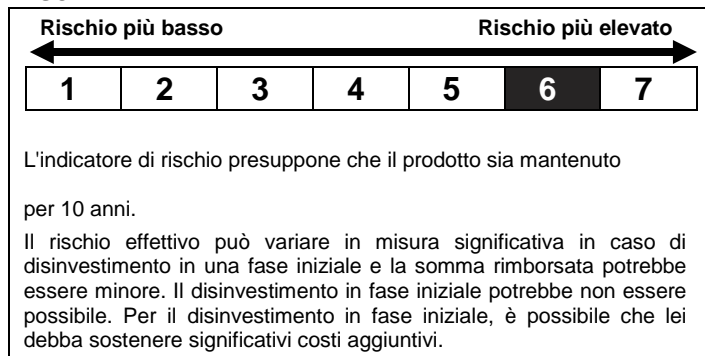 Rischio più basso Rischio più elevato
1 2 3 4 5 6 7
L'indicatore di rischio presuppone che il prodotto sia mantenuto
per 10 anni.
Il rischio effettivo può variare in misura significativa in caso di
disinvestimento in una fase iniziale e la somma rimborsata potrebbe
essere minore. Il disinvestimento in fase iniziale potrebbe non essere
possibile. Per il disinvestimento in fase iniziale, è possibile che lei
debba sostenere significativi costi aggiuntivi.